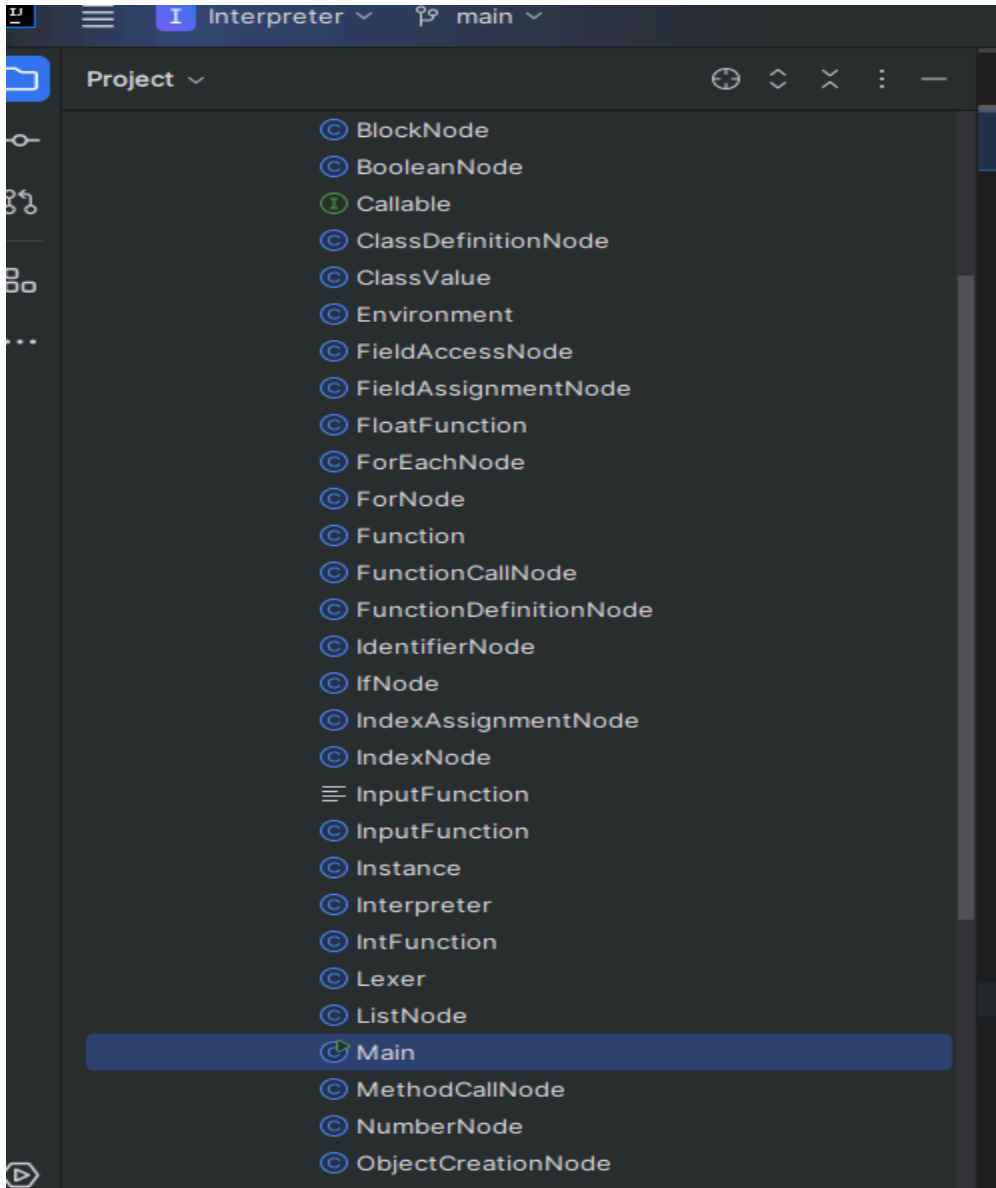 IJ
I Interpreter main
Project
BlockNode
BooleanNode
Callable
ClassDefinitionNode
ClassValue
Environment
FieldAccessNode
FieldAssignmentNode
FloatFunction
ForEachNode
ForNode
Function
FunctionCallNode
FunctionDefinitionNode
IdentifierNode
IfNode
IndexAssignmentNode
IndexNode
InputFunction
InputFunction
Instance
Interpreter
IntFunction
Lexer
ListNode
Main
MethodCallNode
NumberNode
ObjectCreationNode